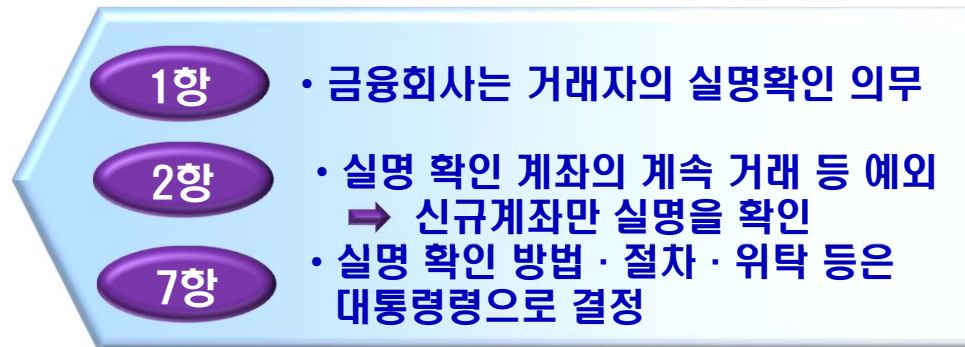 1항 • 금융회사는 거래자의 실명확인 의무
2항 • 실명 확인 계좌의 계속 거래 등 예외
➡ 신규계좌만 실명을 확인
7항 • 실명 확인 방법 · 절차 · 위탁 등은
대통령령으로 결정